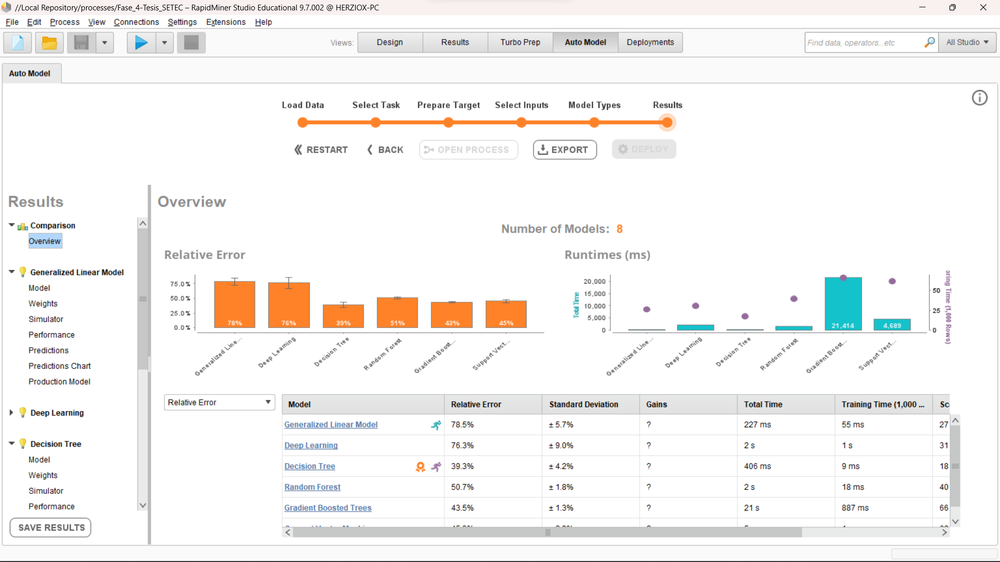 //Local Repository/processes/Fase_4-Tesis_SETEC – RapidMiner Studio Educational 9.7.002 @ HERZIOX-PC
File Edit Process View Connections Settings Extensions Help
Views: Design Results Turbo Prep Auto Model Deployments
Find data, operators...etc
All Studio
Auto Model
Load Data Select Task Prepare Target Select Inputs Model Types Results
RESTART BACK OPEN PROCESS EXPORT DEPLOY
Results
Comparison
Overview
Generalized Linear Model
Model
Weights
Simulator
Performance
Predictions
Predictions Chart
Production Model
Deep Learning
Decision Tree
Model
Weights
Simulator
Performance
SAVE RESULTS
Overview
Number of Models: 8
Relative Error
75.0%
50.0%
25.0%
0.0%
78% 76% 39% 51% 43% 45%
Generalized Line... Deep Learning Decision Tree Random Forest Gradient Boost... Support Vect...
Runtimes (ms)
Total Time
20,000
15,000
10,000
5,000
0
21,414 4,689
50
25
0
oring Time (1,000 Rows)
Generalized Line... Deep Learning Decision Tree Random Forest Gradient Boost... Support Vect...
Relative Error
Model Relative Error Standard Deviation Gains Total Time Training Time (1,000 ... Sc
Generalized Linear Model 78.5% ± 5.7% ? 227 ms 55 ms 27
Deep Learning 76.3% ± 9.0% ? 2 s 1 s 31
Decision Tree 39.3% ± 4.2% ? 406 ms 9 ms 18
Random Forest 50.7% ± 1.8% ? 2 s 18 ms 40
Gradient Boosted Trees 43.5% ± 1.3% ? 21 s 887 ms 66